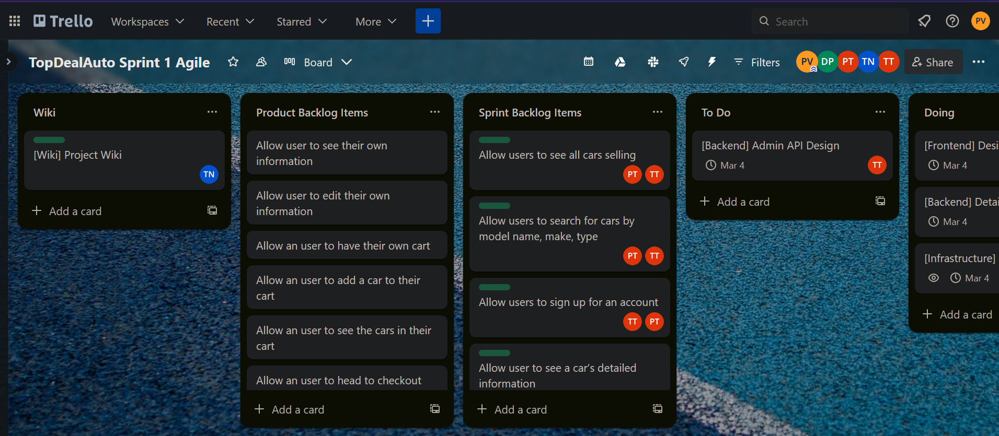 Trello
Workspaces
Recent
Starred
More
Search
PV
TopDealAuto Sprint 1 Agile
Board
Filters
PV
DP
PT
TN
TT
Share
Wiki
[Wiki] Project Wiki
TN
Add a card
Product Backlog Items
Allow user to see their own
information
Allow user to edit their own
information
Allow an user to have their own cart
Allow an user to add a car to their
cart
Allow an user to see the cars in their
cart
Allow an user to head to checkout
Add a card
Sprint Backlog Items
Allow users to see all cars selling
PT TT
Allow users to search for cars by
model name, make, type
PT TT
Allow users to sign up for an account
TT PT
Allow user to see a car’s detailed
information
Add a card
To Do
[Backend] Admin API Design
Mar 4
TT
Add a card
Doing
[Frontend] Desi
Mar 4
[Backend] Detai
Mar 4
[Infrastructure]
Mar 4
Add a card